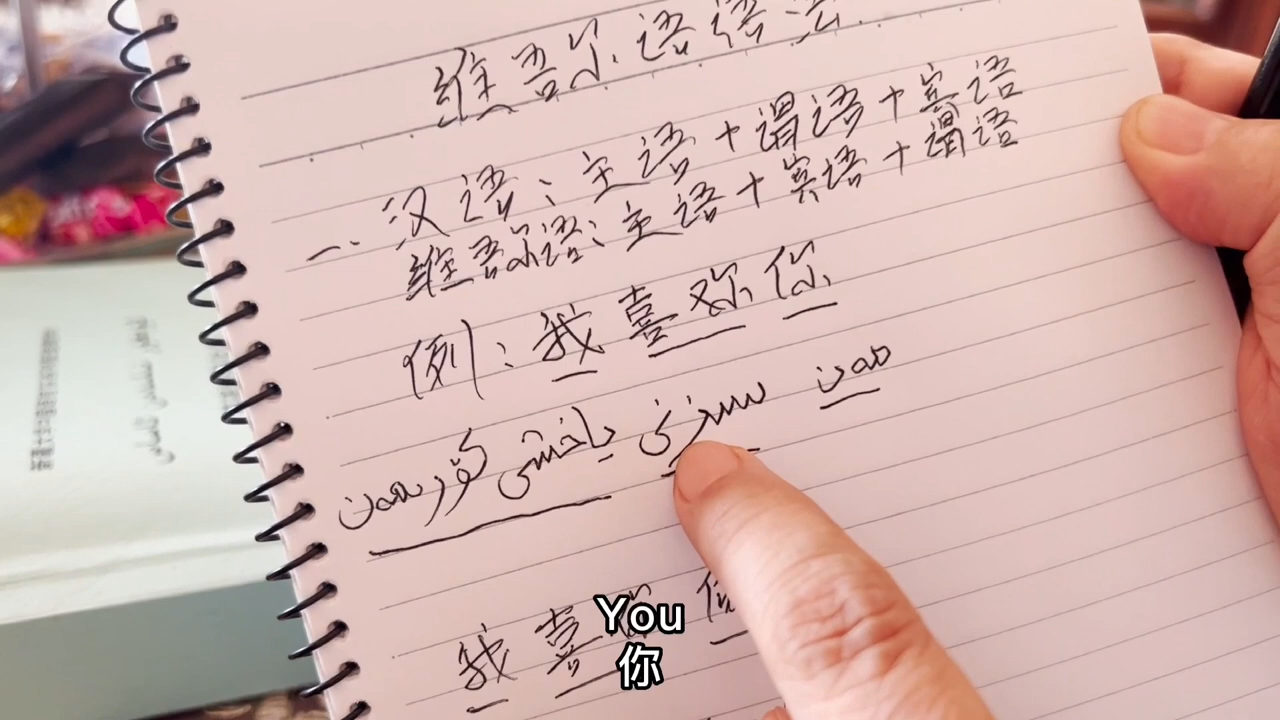 维吾尔语语法
一、汉语：主语+谓语+宾语
维吾尔语：主语+宾语+谓语
例：我喜欢你
مەن سىزنى ياخشى كۆرىمەن
我喜欢你
You
你